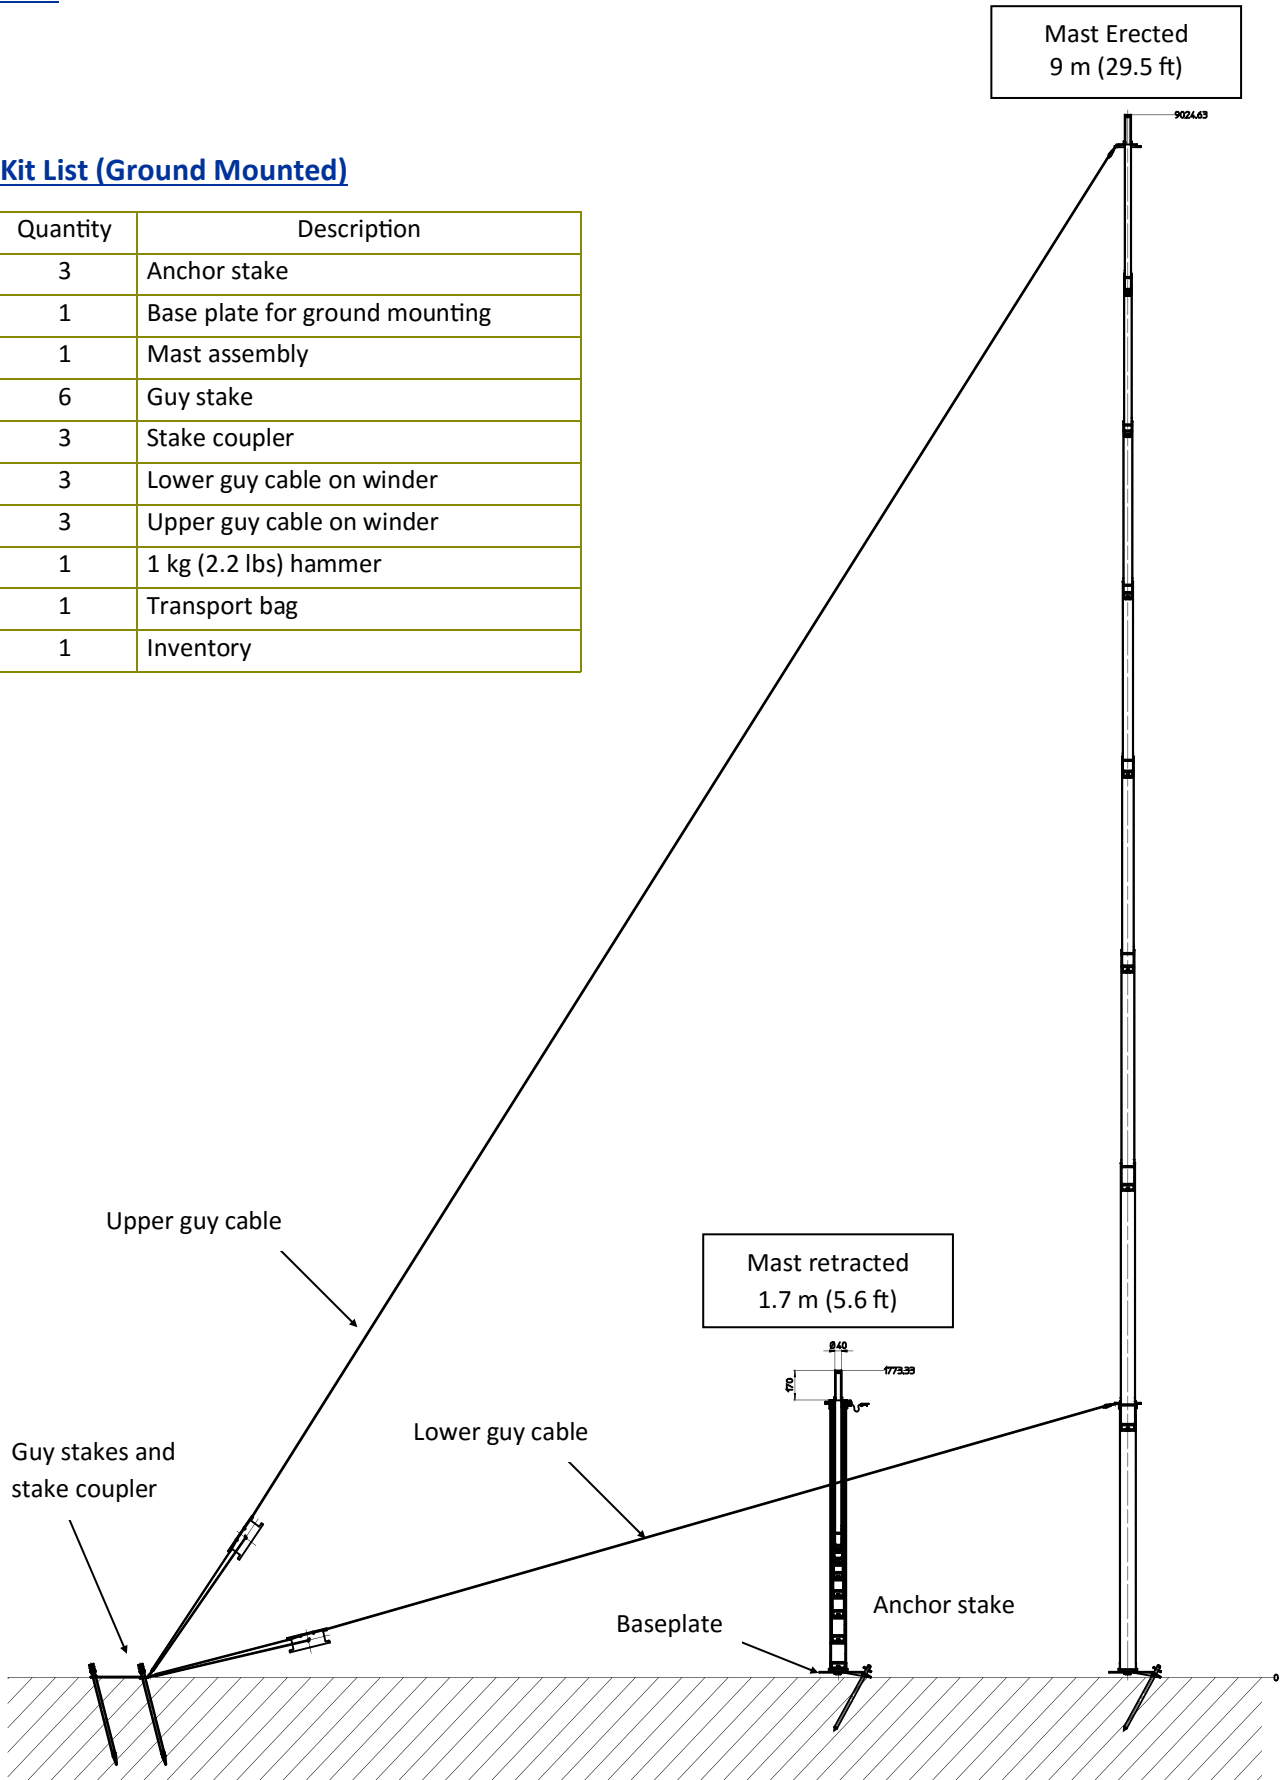 Mast Erected
9 m (29.5 ft)
9024.63
Kit List (Ground Mounted)
Quantity Description
3 Anchor stake
1 Base plate for ground mounting
1 Mast assembly
6 Guy stake
3 Stake coupler
3 Lower guy cable on winder
3 Upper guy cable on winder
1 1 kg (2.2 lbs) hammer
1 Transport bag
1 Inventory
Upper guy cable
Mast retracted
1.7 m (5.6 ft)
Ø40
1773.33
170
Lower guy cable
Guy stakes and
stake coupler
Anchor stake
Baseplate
0